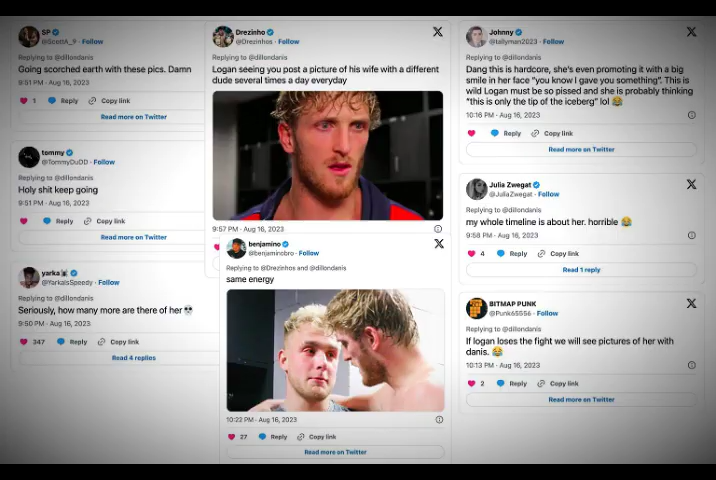 SP
@ScottA_9 · Follow
Replying to @dillondanis
Going scorched earth with these pics. Damn
9:51 PM · Aug 16, 2023
1 Reply Copy link
Read more on Twitter
tommy
@TommyDuDD · Follow
Replying to @dillondanis
Holy shit keep going
9:51 PM · Aug 16, 2023
Reply Copy link
Read more on Twitter
yarka
@YarkaIsSpeedy · Follow
Replying to @dillondanis
Seriously, how many more are there of her💀
9:50 PM · Aug 16, 2023
347 Reply Copy link
Read 4 replies
Drezinho
@Drezinhos · Follow
Replying to @dillondanis
Logan seeing you post a picture of his wife with a different
dude several times a day everyday
9:57 PM · Aug 16, 2023
benjamino
@benjaminobro · Follow
Replying to @Drezinhos and @dillondanis
same energy
10:22 PM · Aug 16, 2023
27 Reply Copy link
Read more on Twitter
Johnny
@tallyman2023 · Follow
Replying to @dillondanis
Dang this is hardcore, she's even promoting it with a big
smile in her face "you know I gave you something". This is
wild Logan must be so pissed and she is probably thinking
"this is only the tip of the iceberg" lol 😂
10:16 PM · Aug 16, 2023
Reply Copy link
Read more on Twitter
Julia Zwegat
@JuliaZwegat · Follow
Replying to @dillondanis
my whole timeline is about her. horrible 😂
9:58 PM · Aug 16, 2023
4 Reply Copy link
Read 1 reply
BITMAP PUNK
@Punk65556 · Follow
Replying to @dillondanis
If logan loses the fight we will see pictures of her with
danis. 😂
10:13 PM · Aug 16, 2023
2 Reply Copy link
Read more on Twitter